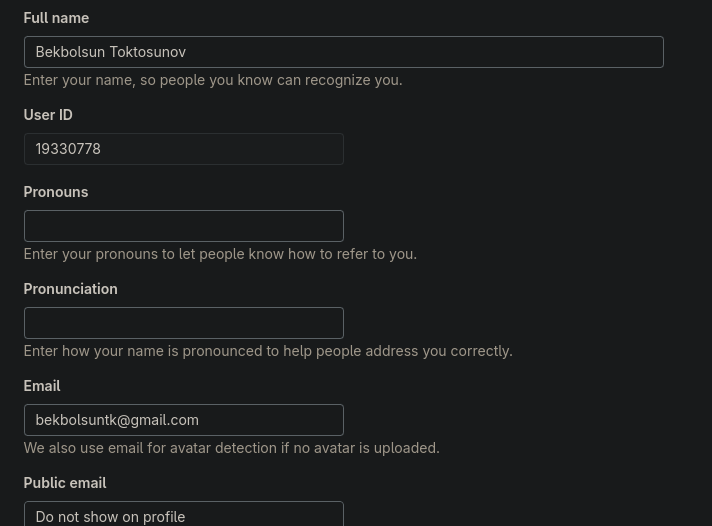 Full name
Bekbolsun Toktosunov
Enter your name, so people you know can recognize you.
User ID
19330778
Pronouns
Enter your pronouns to let people know how to refer to you.
Pronunciation
Enter how your name is pronounced to help people address you correctly.
Email
bekbolsuntk@gmail.com
We also use email for avatar detection if no avatar is uploaded.
Public email
Do not show on profile